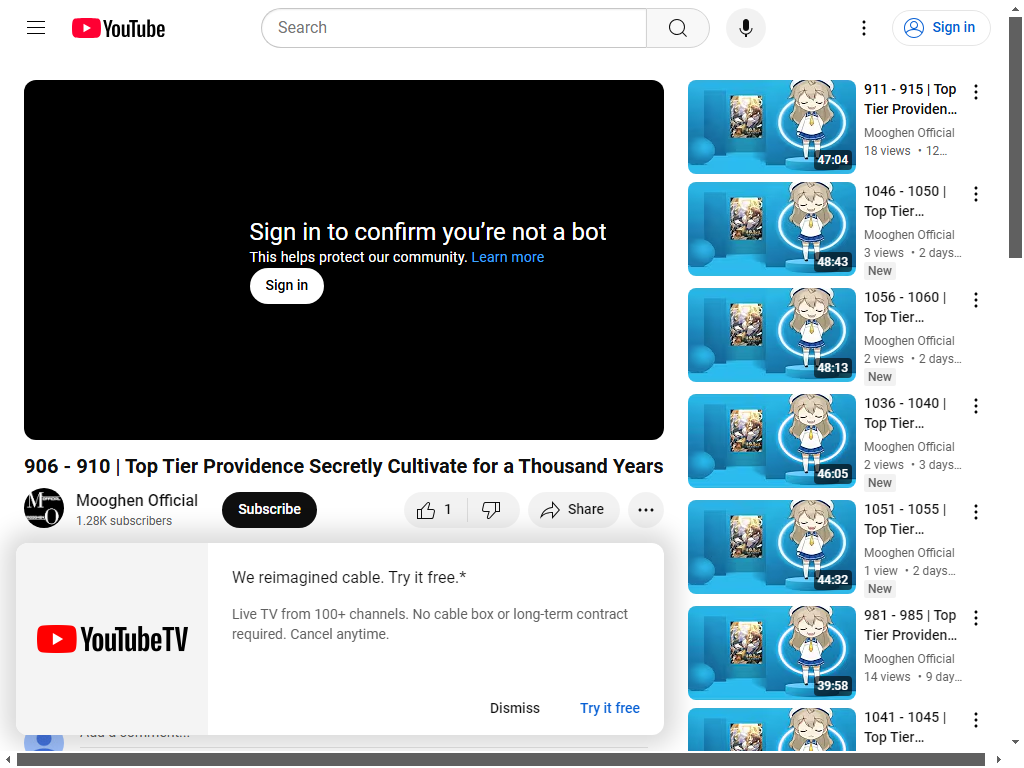 YouTube
Search
Sign in
Sign in to confirm you're not a bot
This helps protect our community. Learn more
Sign in
906 - 910 | Top Tier Providence Secretly Cultivate for a Thousand Years
Mooghen Official
1.28K subscribers
Subscribe
1
Share
We reimagined cable. Try it free.*
Live TV from 100+ channels. No cable box or long-term contract
required. Cancel anytime.
YouTubeTV
Dismiss
Try it free
Add a comment...
47:04
911 - 915 | Top
Tier Providen...
Mooghen Official
18 views • 12...
48:43
1046 - 1050 |
Top Tier...
Mooghen Official
3 views • 2 days...
New
48:13
1056 - 1060 |
Top Tier...
Mooghen Official
2 views • 2 days...
New
46:05
1036 - 1040 |
Top Tier...
Mooghen Official
2 views • 3 days...
New
44:32
1051 - 1055 |
Top Tier...
Mooghen Official
1 view • 2 days...
New
39:58
981 - 985 | Top
Tier Providen...
Mooghen Official
14 views • 9 day...
1041 - 1045 |
Top Tier...